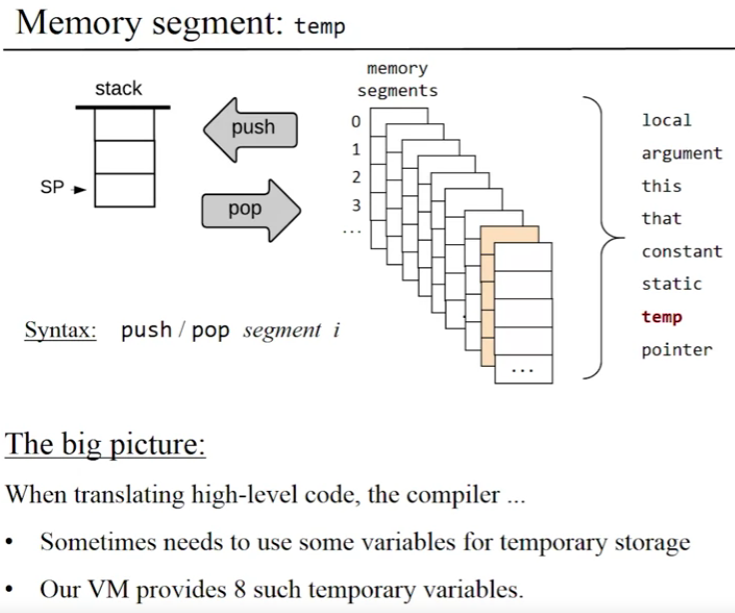 Memory segment: temp
stack
push
pop
SP
memory
segments
0
1
2
3
...
...
local
argument
this
that
constant
static
temp
pointer
Syntax: push / pop segment i
The big picture:
When translating high-level code, the compiler ...
• Sometimes needs to use some variables for temporary storage
• Our VM provides 8 such temporary variables.